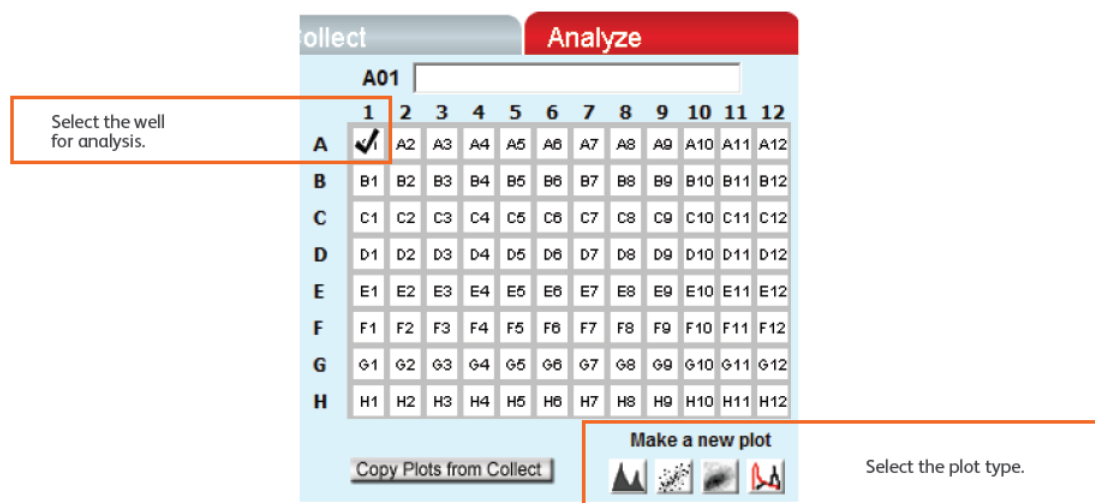 ollect
Analyze
A01
Select the well
for analysis.
1 2 3 4 5 6 7 8 9 10 11 12
A A2 A3 A4 A5 A6 A7 A8 A9 A10 A11 A12
B B1 B2 B3 B4 B5 B6 B7 B8 B9 B10 B11 B12
C C1 C2 C3 C4 C5 C6 C7 C8 C9 C10 C11 C12
D D1 D2 D3 D4 D5 D6 D7 D8 D9 D10 D11 D12
E E1 E2 E3 E4 E5 E6 E7 E8 E9 E10 E11 E12
F F1 F2 F3 F4 F5 F6 F7 F8 F9 F10 F11 F12
G G1 G2 G3 G4 G5 G6 G7 G8 G9 G10 G11 G12
H H1 H2 H3 H4 H5 H6 H7 H8 H9 H10 H11 H12
Make a new plot
Copy Plots from Collect
Select the plot type.